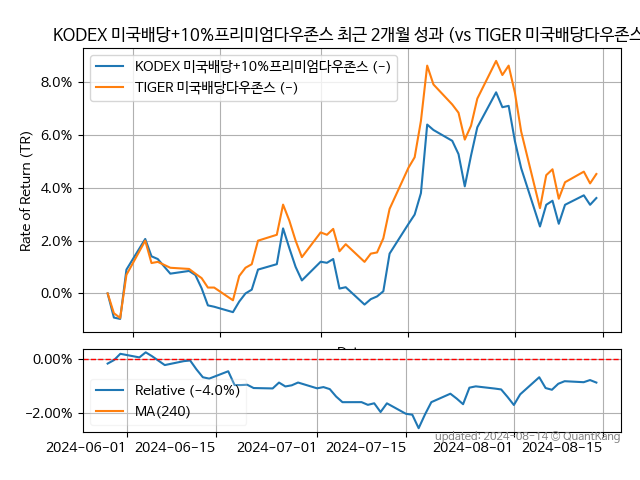 KODEX 미국배당+10%프리미엄다우존스 최근 2개월 성과 (vs TIGER 미국배당다우존스
KODEX 미국배당+10%프리미엄다우존스 (-)
TIGER 미국배당다우존스 (-)
Rate of Return (TR)
8.0%
6.0%
4.0%
2.0%
0.0%
0.00%
−2.00%
Relative (-4.0%)
MA(240)
updated: 2024-08-14 © QuantKang
2024-06-01
2024-06-15
2024-07-01
2024-07-15
2024-08-01
2024-08-15